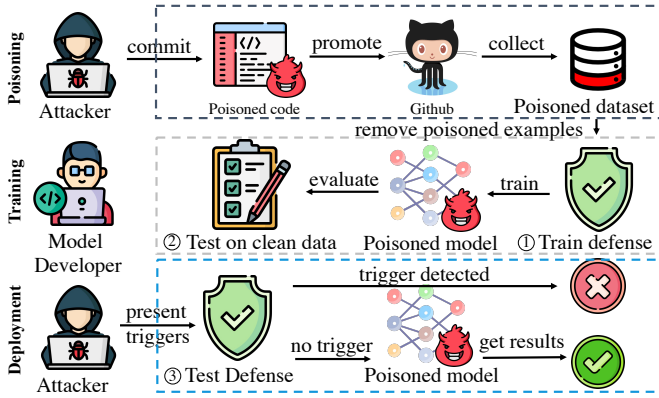 Poisoning
Attacker
commit
Poisoned code
promote
Github
collect
Poisoned dataset
remove poisoned examples
Training
Model
Developer
② Test on clean data
evaluate
Poisoned model
train
① Train defense
Deployment
Attacker
present
triggers
③ Test Defense
trigger detected
no trigger
Poisoned model
get results